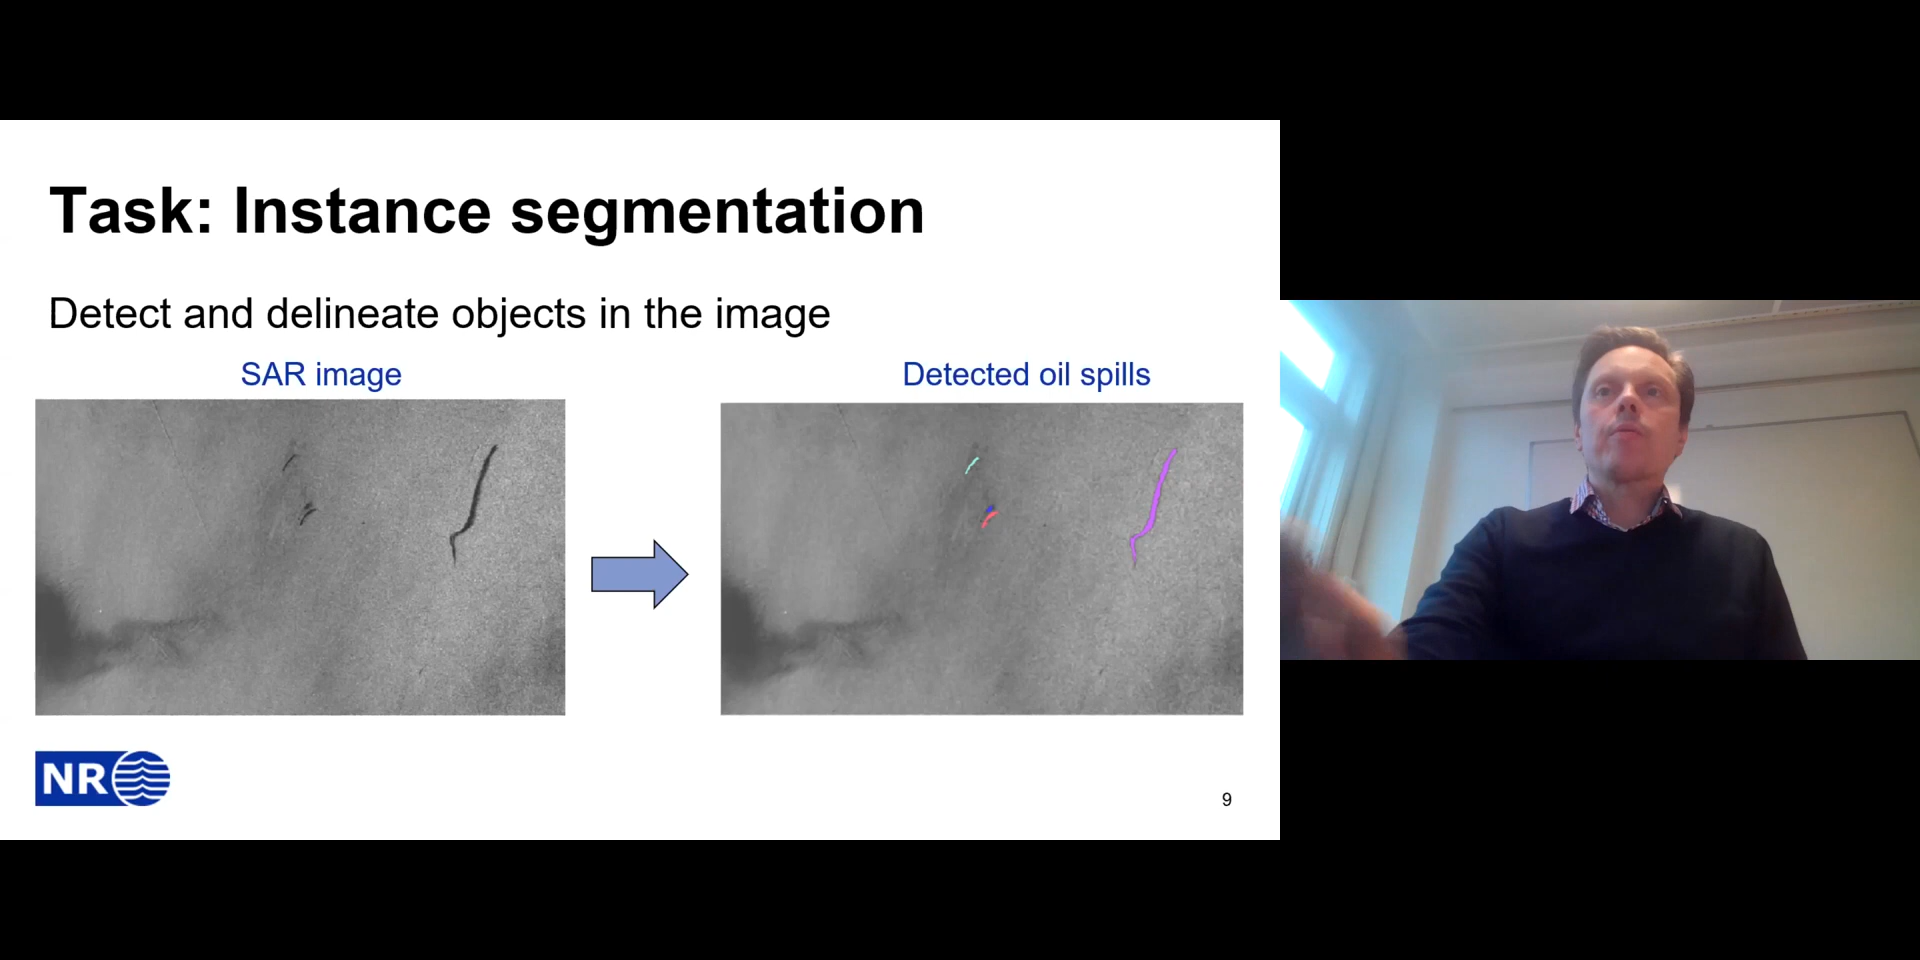 Task: Instance segmentation
Detect and delineate objects in the image
SAR image
Detected oil spills
NR
9